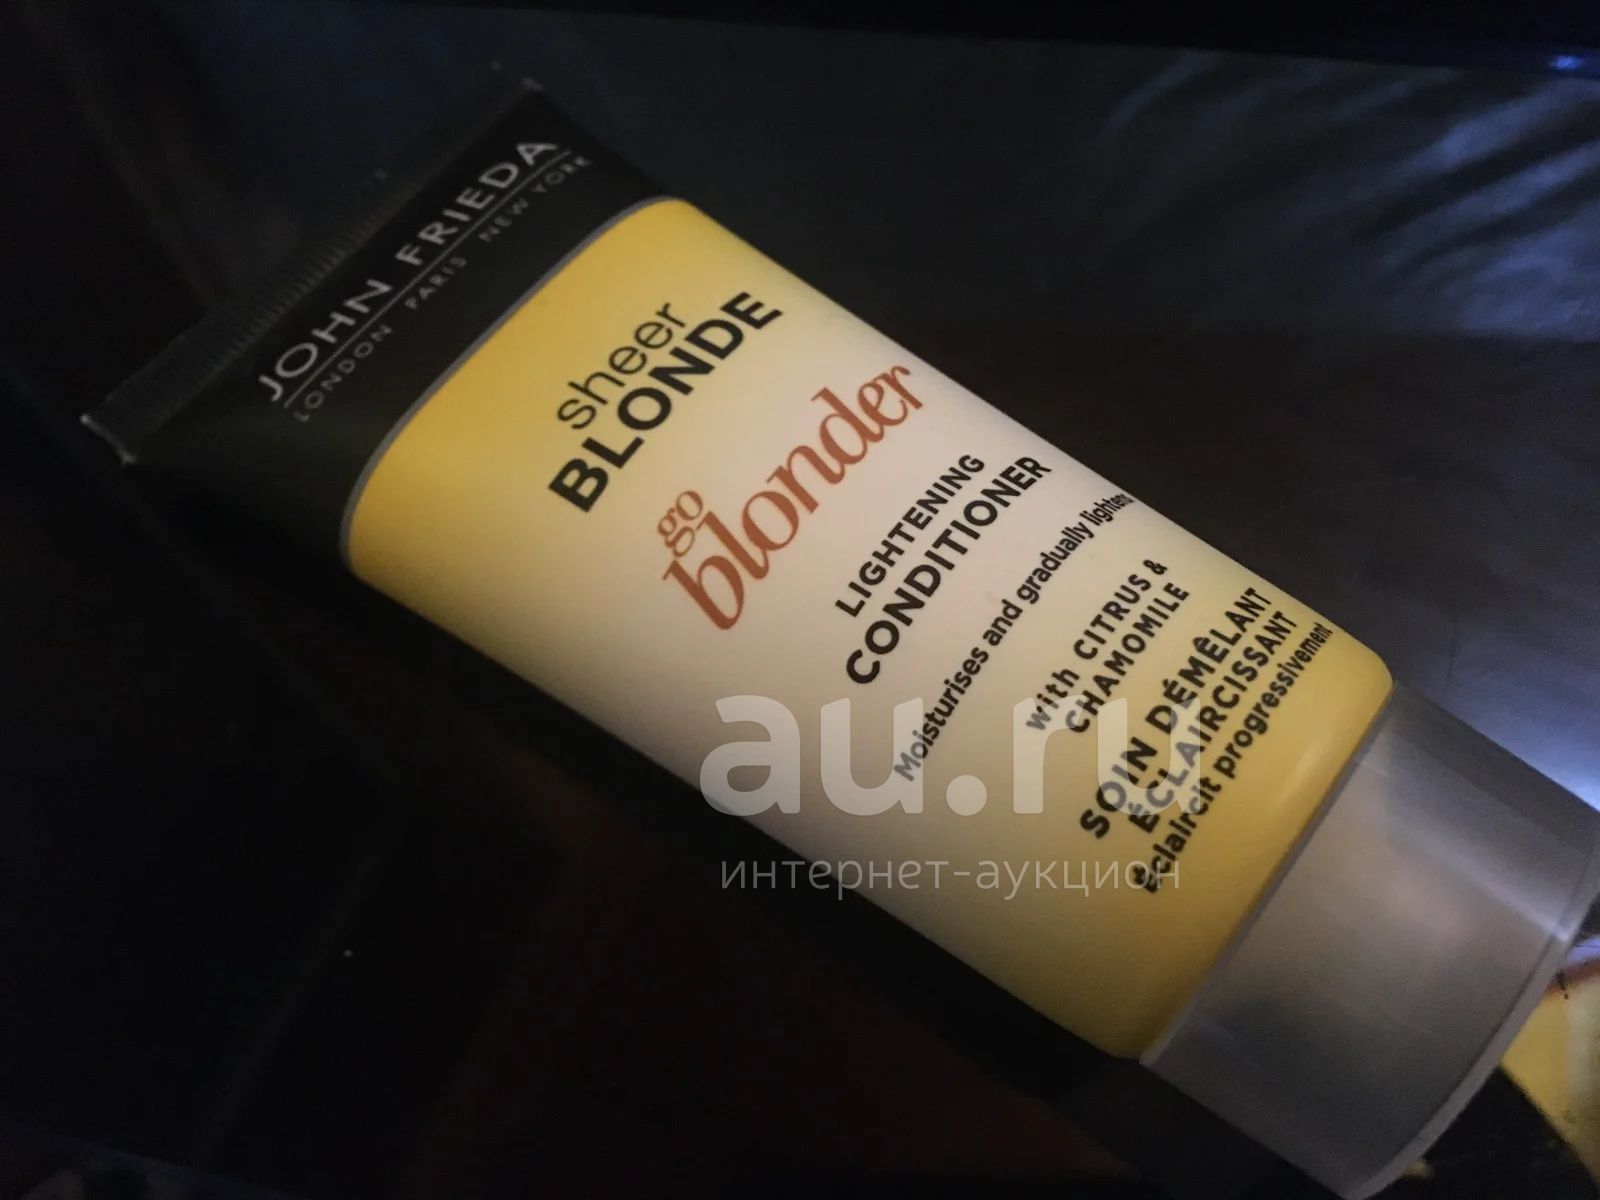 JOHN FRIEDA
LONDON PARIS NEW YORK
sheer
BLONDE
go
blonder
LIGHTENING
CONDITIONER
Moisturises and gradually lightens
with CITRUS &
CHAMOMILE
SOIN DÉMÊLANT
ÉCLAIRCISSANT
Éclaircit progressivement
au.ru
интернет-аукцион